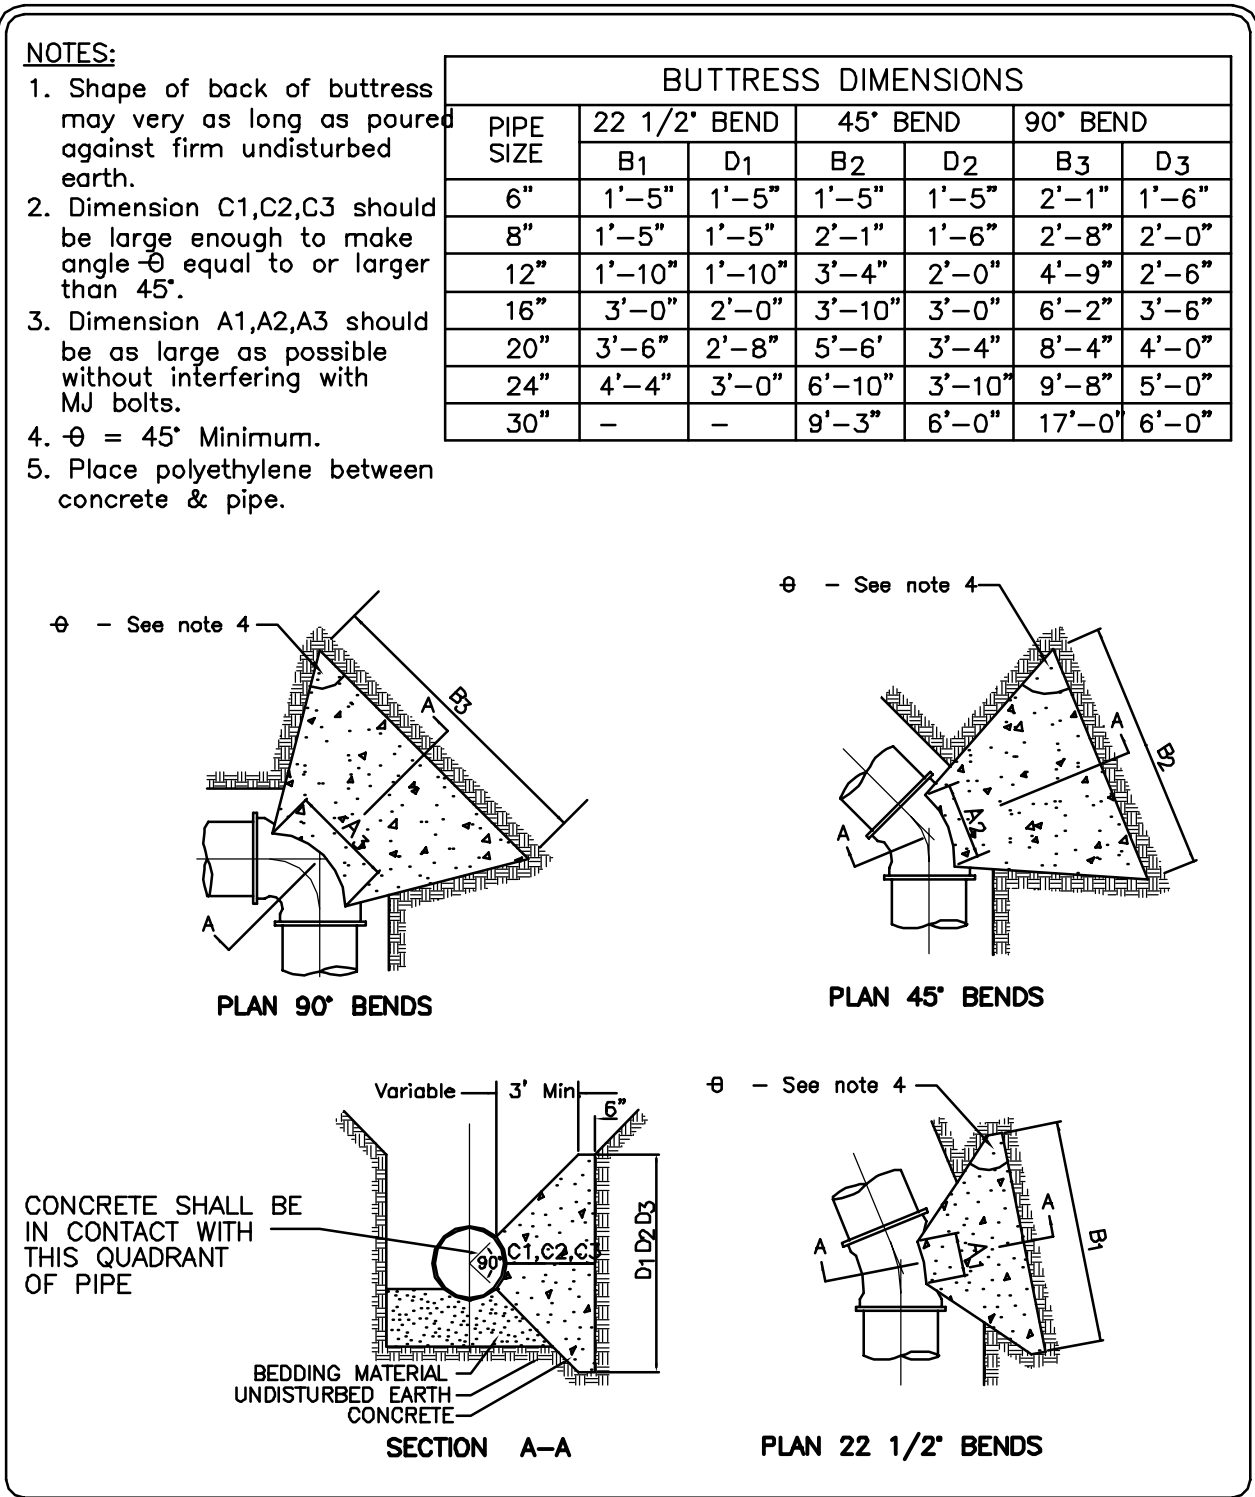 NOTES:
1. Shape of back of buttress
may very as long as poured
against firm undisturbed
earth.
2. Dimension C1,C2,C3 should
be large enough to make
angle θ equal to or larger
than 45°.
3. Dimension A1,A2,A3 should
be as large as possible
without interfering with
MJ bolts.
4. θ = 45° Minimum.
5. Place polyethylene between
concrete & pipe.
BUTTRESS DIMENSIONS
PIPE SIZE 22 1/2° BEND 45° BEND 90° BEND
B1 D1 B2 D2 B3 D3
6" 1'-5" 1'-5" 1'-5" 1'-5" 2'-1" 1'-6"
8" 1'-5" 1'-5" 2'-1" 1'-6" 2'-8" 2'-0"
12" 1'-10" 1'-10" 3'-4" 2'-0" 4'-9" 2'-6"
16" 3'-0" 2'-0" 3'-10" 3'-0" 6'-2" 3'-6"
20" 3'-6" 2'-8" 5'-6' 3'-4" 8'-4" 4'-0"
24" 4'-4" 3'-0" 6'-10" 3'-10" 9'-8" 5'-0"
30" - - 9'-3" 6'-0" 17'-0" 6'-0"
θ - See note 4
B3
A
A3
A
PLAN 90° BENDS
θ - See note 4
B2
A
A2
A
PLAN 45° BENDS
Variable 3' Min
6"
CONCRETE SHALL BE
IN CONTACT WITH
THIS QUADRANT
OF PIPE
90°
C1,C2,C3
D1 D2 D3
BEDDING MATERIAL
UNDISTURBED EARTH
CONCRETE
SECTION A-A
θ - See note 4
B1
A
A1
A
PLAN 22 1/2° BENDS